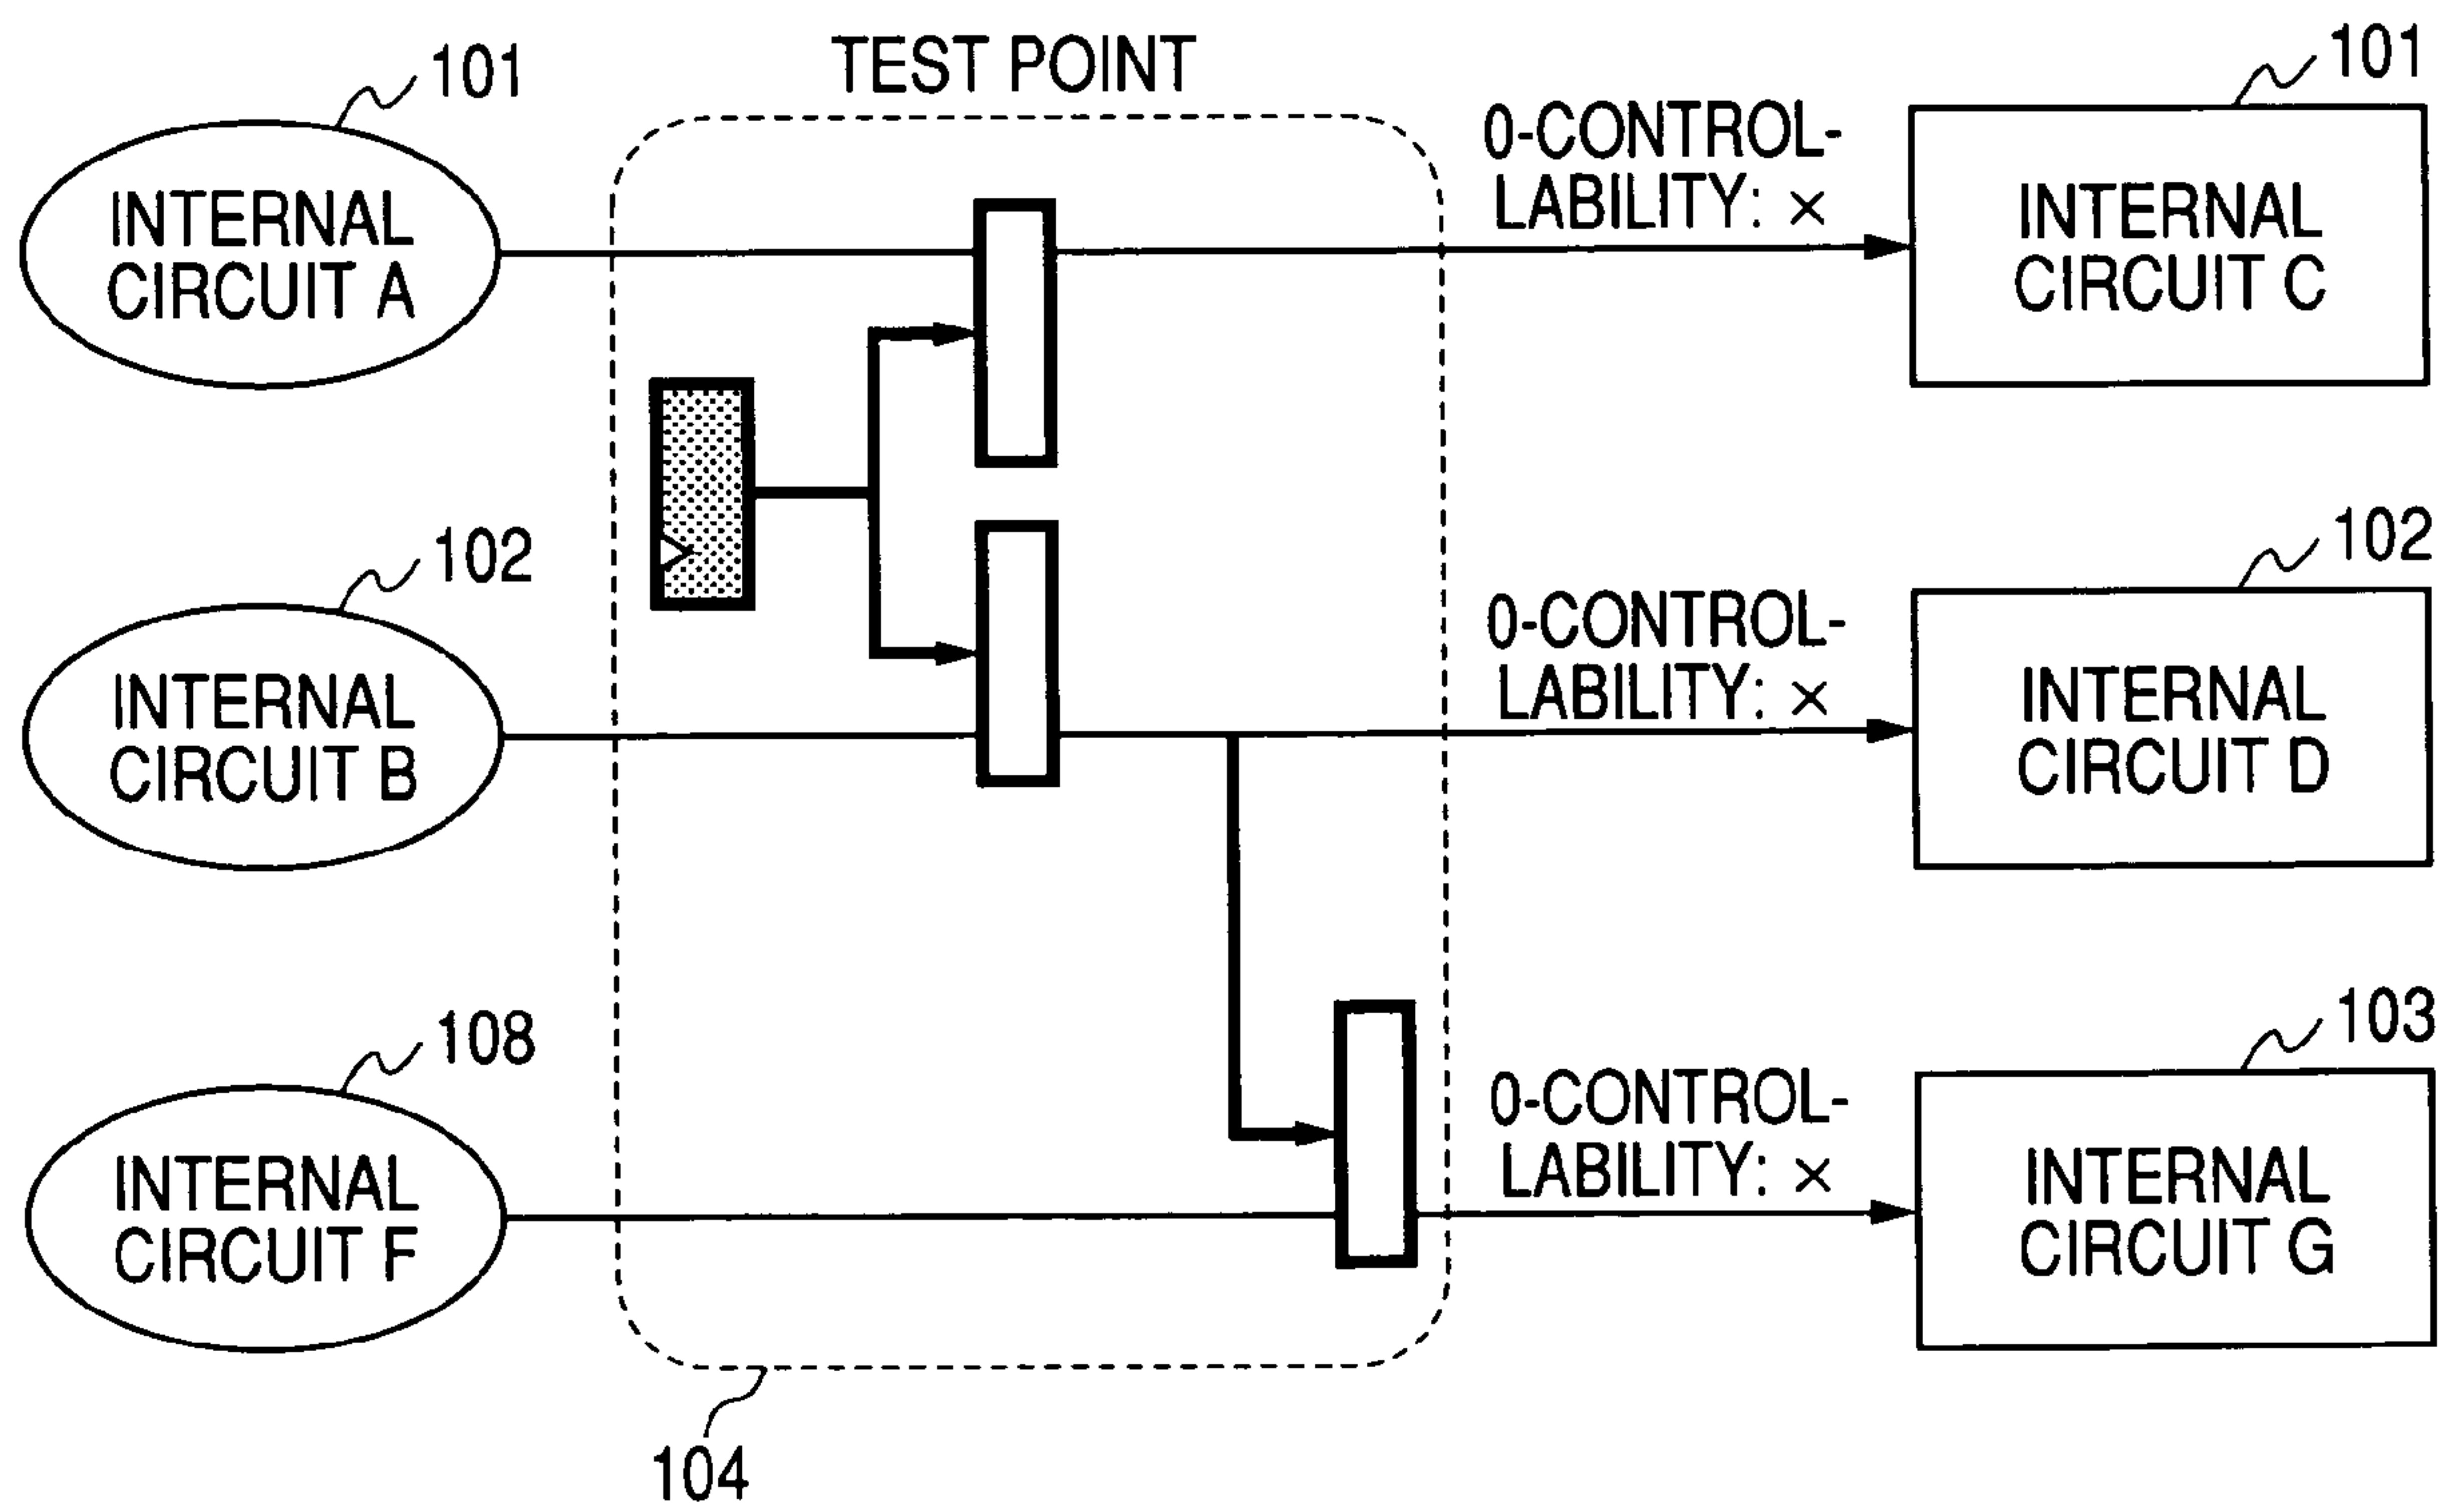 101
TEST POINT
101
INTERNAL
CIRCUIT A
0-CONTROL-
LABILITY: ×
INTERNAL
CIRCUIT C
102
102
INTERNAL
CIRCUIT B
0-CONTROL-
LABILITY: ×
INTERNAL
CIRCUIT D
108
103
INTERNAL
CIRCUIT F
0-CONTROL-
LABILITY: ×
INTERNAL
CIRCUIT G
104